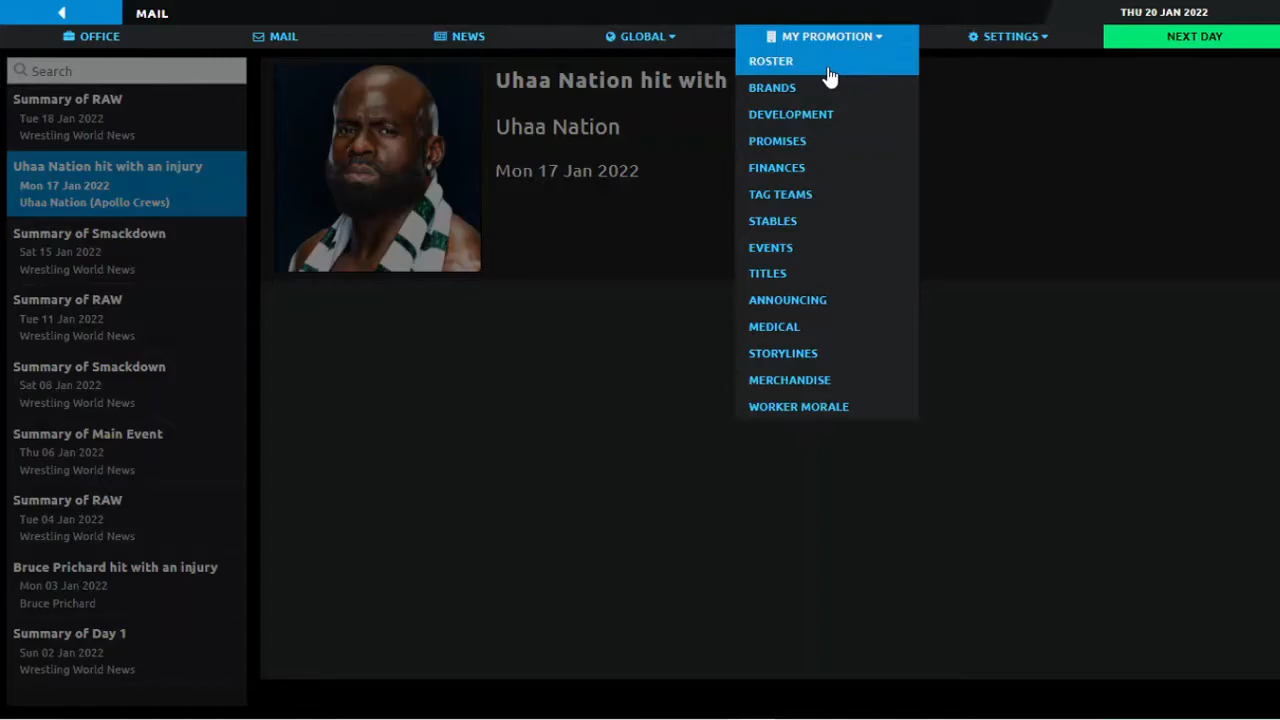 MAIL
THU 20 JAN 2022
OFFICE
MAIL
NEWS
GLOBAL
MY PROMOTION
SETTINGS
NEXT DAY
Search
Summary of RAW
Tue 18 Jan 2022
Wrestling World News
Uhaa Nation hit with an injury
Mon 17 Jan 2022
Uhaa Nation (Apollo Crews)
Summary of Smackdown
Sat 15 Jan 2022
Wrestling World News
Summary of RAW
Tue 11 Jan 2022
Wrestling World News
Summary of Smackdown
Sat 08 Jan 2022
Wrestling World News
Summary of Main Event
Thu 06 Jan 2022
Wrestling World News
Summary of RAW
Tue 04 Jan 2022
Wrestling World News
Bruce Prichard hit with an injury
Mon 03 Jan 2022
Bruce Prichard
Summary of Day 1
Sun 02 Jan 2022
Wrestling World News
Uhaa Nation hit with
Uhaa Nation
Mon 17 Jan 2022
ROSTER
BRANDS
DEVELOPMENT
PROMISES
FINANCES
TAG TEAMS
STABLES
EVENTS
TITLES
ANNOUNCING
MEDICAL
STORYLINES
MERCHANDISE
WORKER MORALE